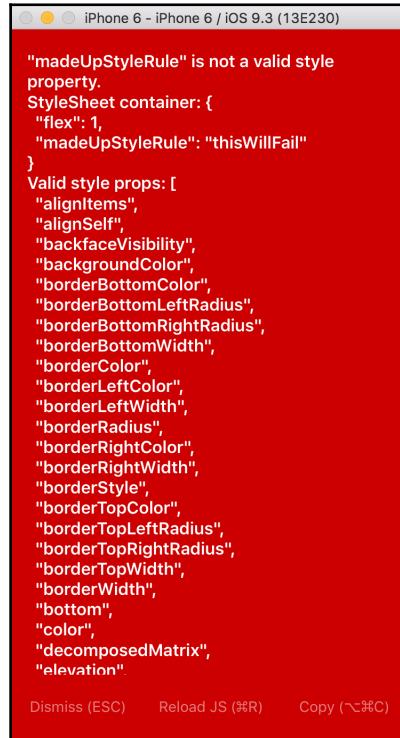 iPhone 6 - iPhone 6 / iOS 9.3 (13E230)
"madeUpStyleRule" is not a valid style
property.
StyleSheet container: {
"flex": 1,
"madeUpStyleRule": "thisWillFail"
}
Valid style props: [
"alignItems",
"alignSelf",
"backfaceVisibility",
"backgroundColor",
"borderBottomColor",
"borderBottomLeftRadius",
"borderBottomRightRadius",
"borderBottomWidth",
"borderColor",
"borderLeftColor",
"borderLeftWidth",
"borderRadius",
"borderRightColor",
"borderRightWidth",
"borderStyle",
"borderTopColor",
"borderTopLeftRadius",
"borderTopRightRadius",
"borderTopWidth",
"borderWidth",
"bottom",
"color",
"decomposedMatrix",
"elevation",
Dismiss (ESC) Reload JS (⌘R) Copy (⌥⌘C)